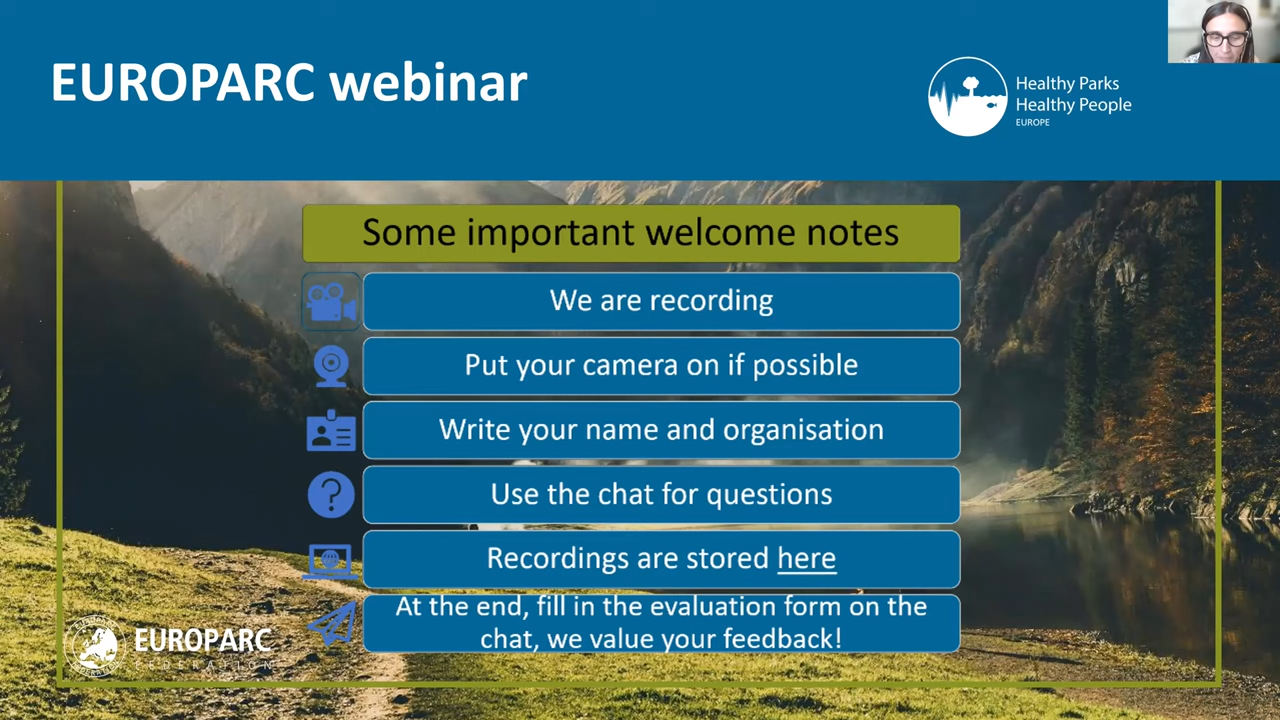 EUROPARC webinar
Healthy Parks
Healthy People
EUROPE
Some important welcome notes
We are recording
Put your camera on if possible
Write your name and organisation
Use the chat for questions
Recordings are stored here
At the end, fill in the evaluation form on the
chat, we value your feedback!
EUROPARC
FEDERATION